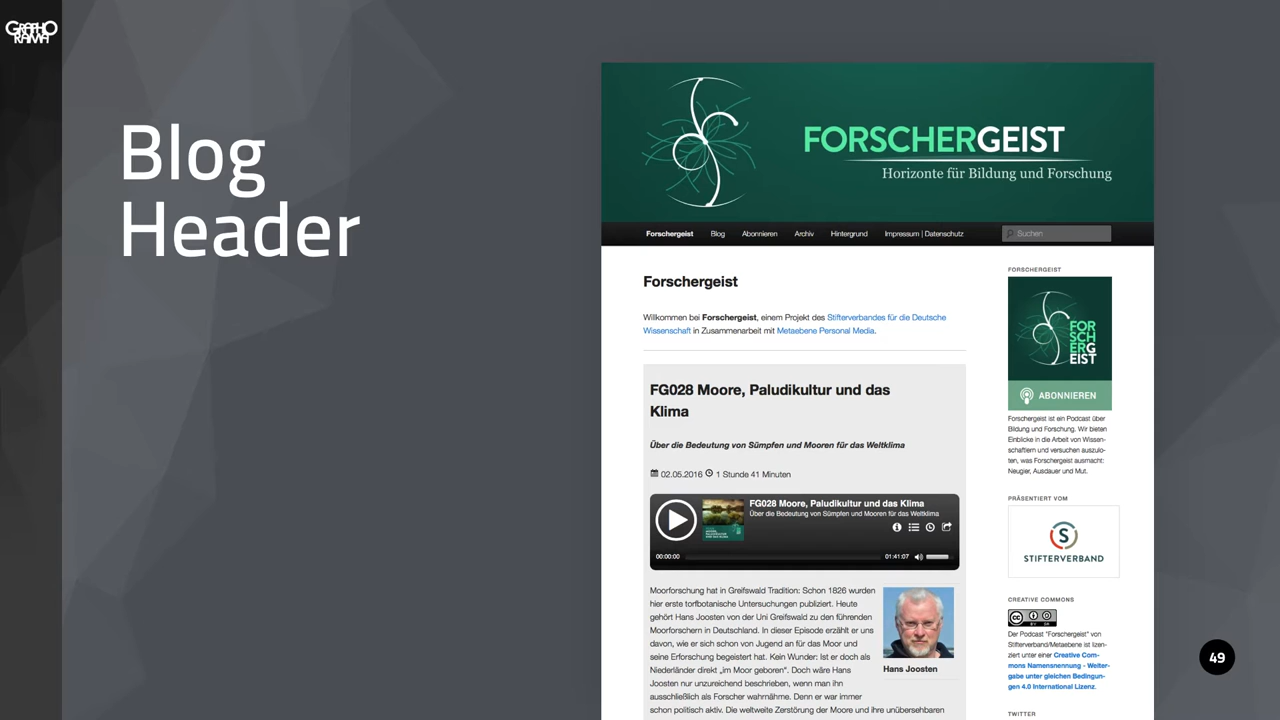 GRAPHO
RAMA
Blog
Header
FORSCHERGEIST
Horizonte für Bildung und Forschung
Forschergeist Blog Abonnieren Archiv Hintergrund Impressum | Datenschutz Suchen
Forschergeist
Willkommen bei Forschergeist, einem Projekt des Stifterverbandes für die Deutsche
Wissenschaft in Zusammenarbeit mit Metaebene Personal Media.
FG028 Moore, Paludikultur und das
Klima
Über die Bedeutung von Sümpfen und Mooren für das Weltklima
02.05.2016 1 Stunde 41 Minuten
FG028 Moore, Paludikultur und das Klima
Über die Bedeutung von Sümpfen und Mooren für das Weltklima
00:00:00 01:41:07
Moorforschung hat in Greifswald Tradition: Schon 1826 wurden
hier erste torfbotanische Untersuchungen publiziert. Heute
gehört Hans Joosten von der Uni Greifswald zu den führenden
Moorforschern in Deutschland. In dieser Episode erzählt er uns
davon, wie er sich schon von Jugend an für das Moor und
seine Erforschung begeistert hat. Kein Wunder: Ist er doch als
Niederländer direkt „im Moor geboren“. Doch wäre Hans
Joosten nur unzureichend beschrieben, wenn man ihn
ausschließlich als Forscher wahrnähme. Denn er war immer
schon politisch aktiv. Die weltweite Zerstörung der Moore und ihre unübersehbaren
Hans Joosten
FORSCHERGEIST
FOR
SCH
ERG
EIST
ABONNIEREN
Forschergeist ist ein Podcast über
Bildung und Forschung. Wir bieten
Einblicke in die Arbeit von Wissen-
schaftlern und versuchen auszulo-
ten, was Forschergeist ausmacht:
Neugier, Ausdauer und Mut.
PRÄSENTIERT VOM
S
STIFTERVERBAND
CREATIVE COMMONS
cc BY SA
Der Podcast "Forschergeist" von
Stifterverband/Metaebene ist lizen-
ziert unter einer Creative Com-
mons Namensnennung - Weiter-
gabe unter gleichen Bedingun-
gen 4.0 International Lizenz.
TWITTER
49